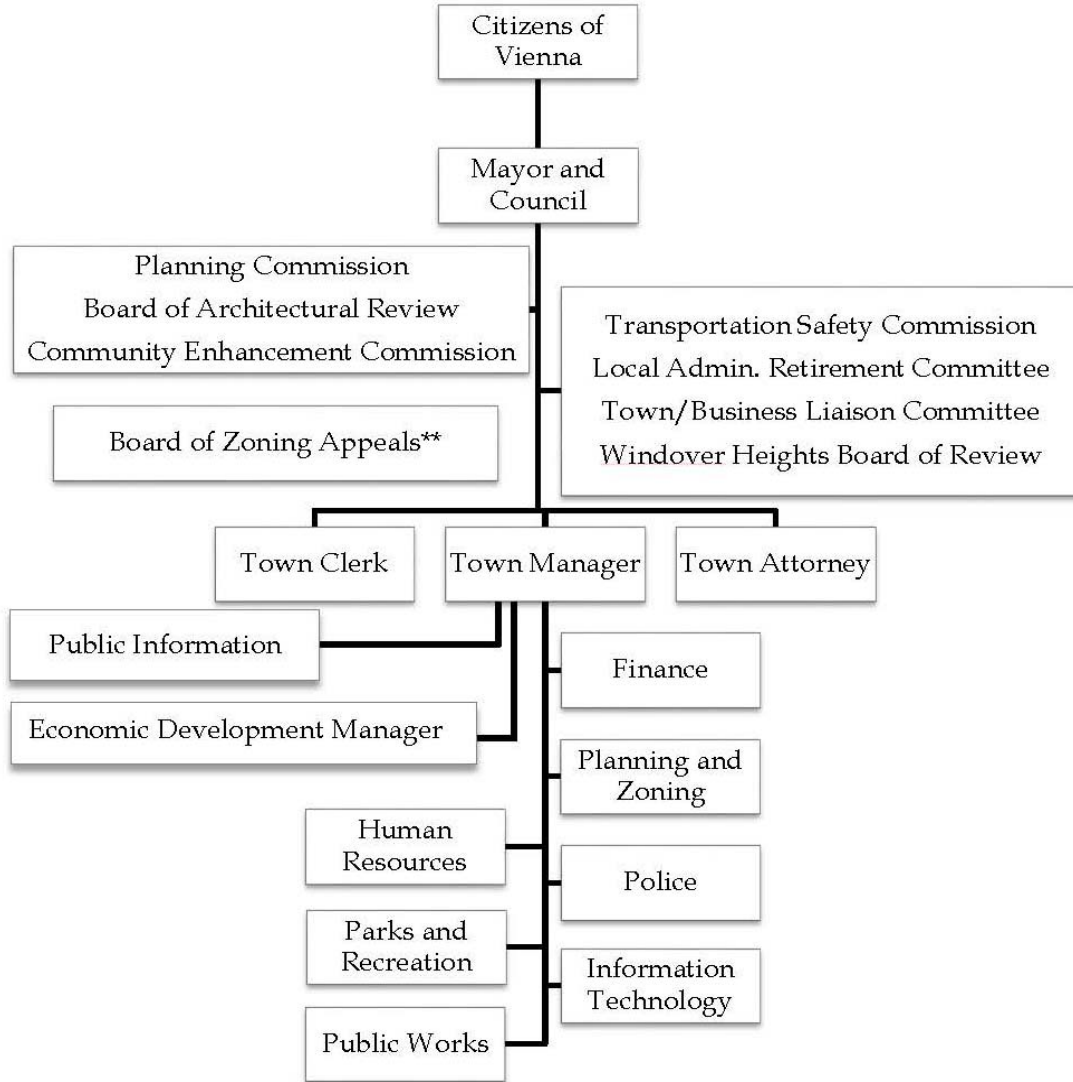 Citizens of
Vienna
Mayor and
Council
Planning Commission
Board of Architectural Review
Community Enhancement Commission
Transportation Safety Commission
Local Admin. Retirement Committee
Town/Business Liaison Committee
Windover Heights Board of Review
Board of Zoning Appeals**
Town Clerk
Town Manager
Town Attorney
Public Information
Economic Development Manager
Finance
Planning and
Zoning
Human
Resources
Police
Parks and
Recreation
Information
Technology
Public Works